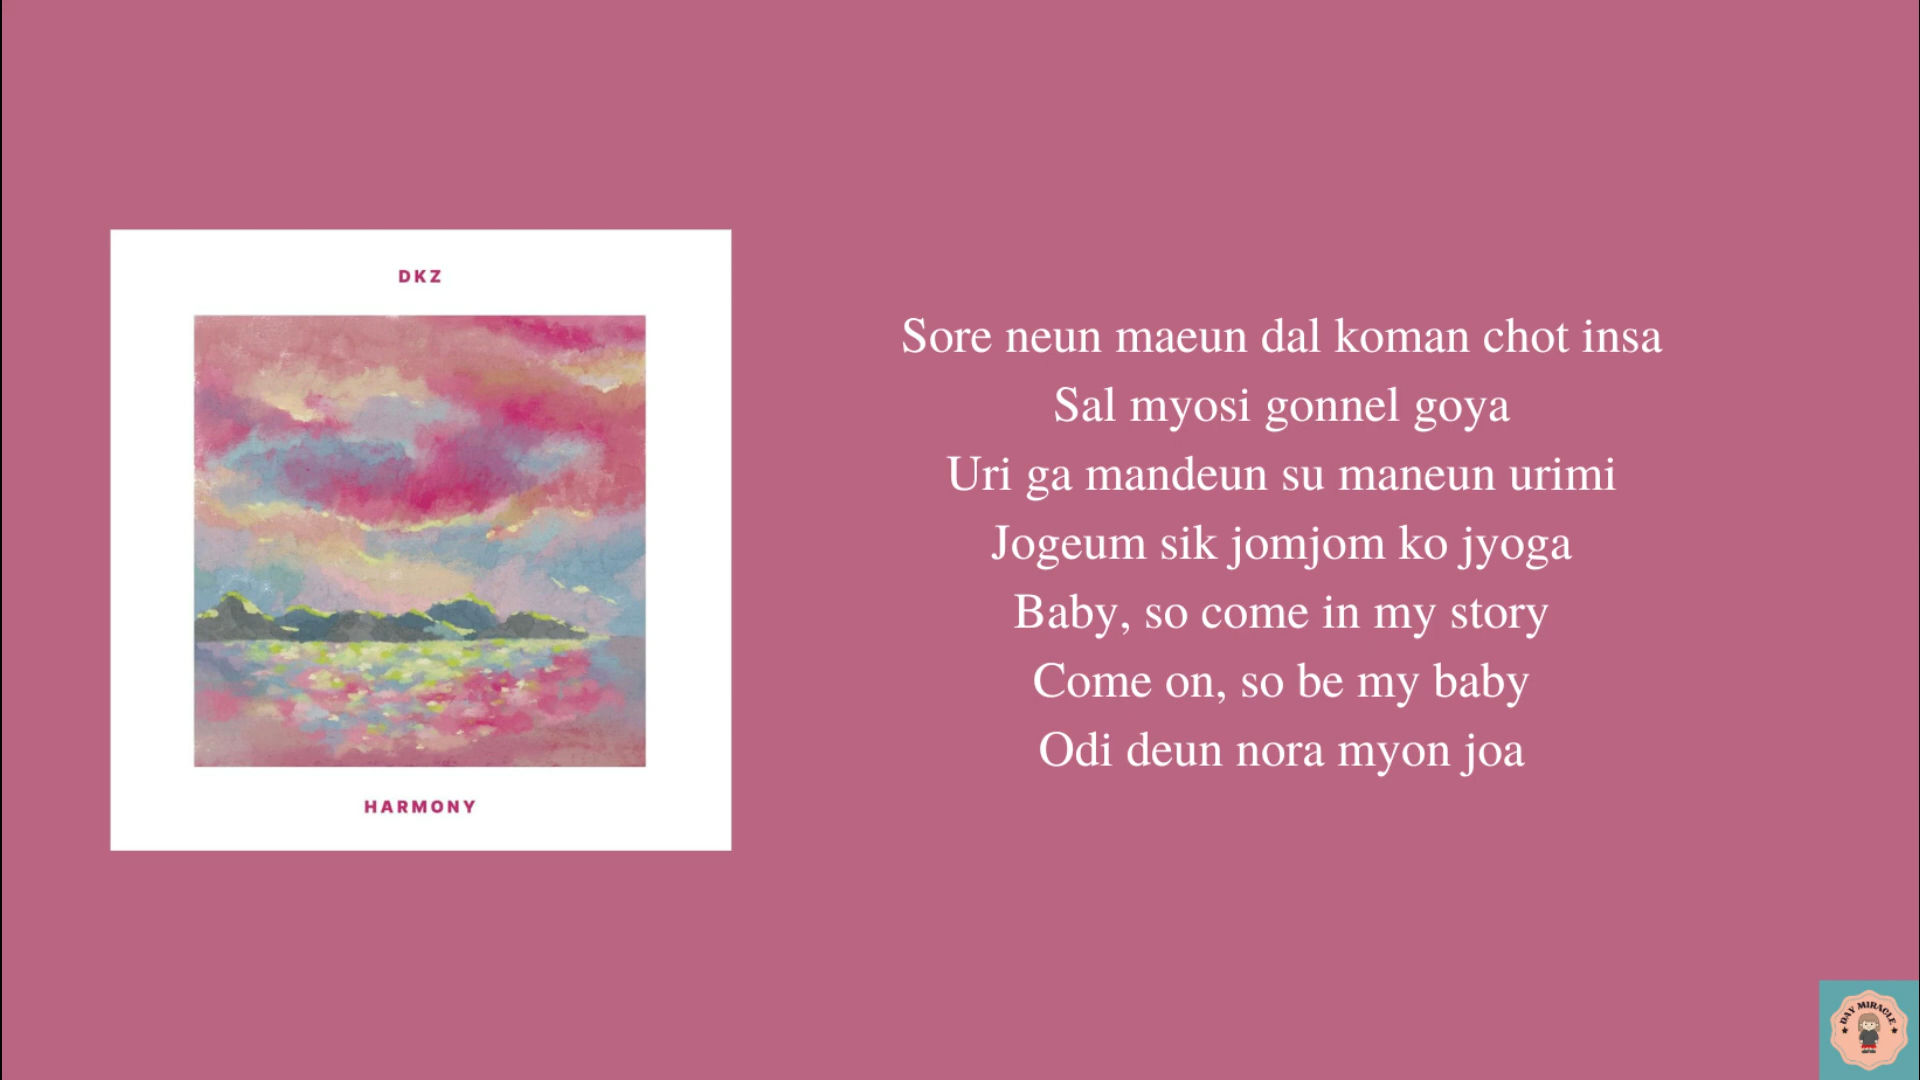 DKZ
HARMONY
Sore neun maeun dal koman chot insa
Sal myosi gonnel goya
Uri ga mandeun su maneun urimi
Jogeum sik jomjom ko jyoga
Baby, so come in my story
Come on, so be my baby
Odi deun nora myon joa
DAY MIRACLE